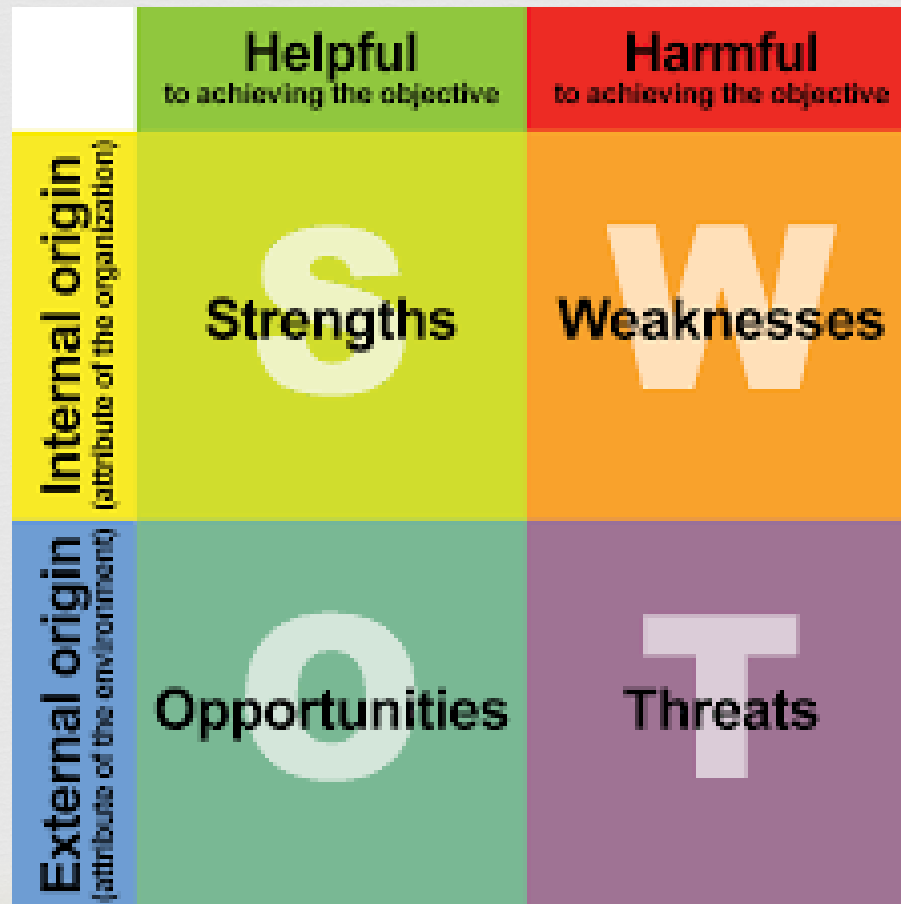 Helpful
to achieving the objective
Harmful
to achieving the objective
Internal origin
(attribute of the organization)
S
Strengths
W
Weaknesses
External origin
(attribute of the environment)
O
Opportunities
T
Threats